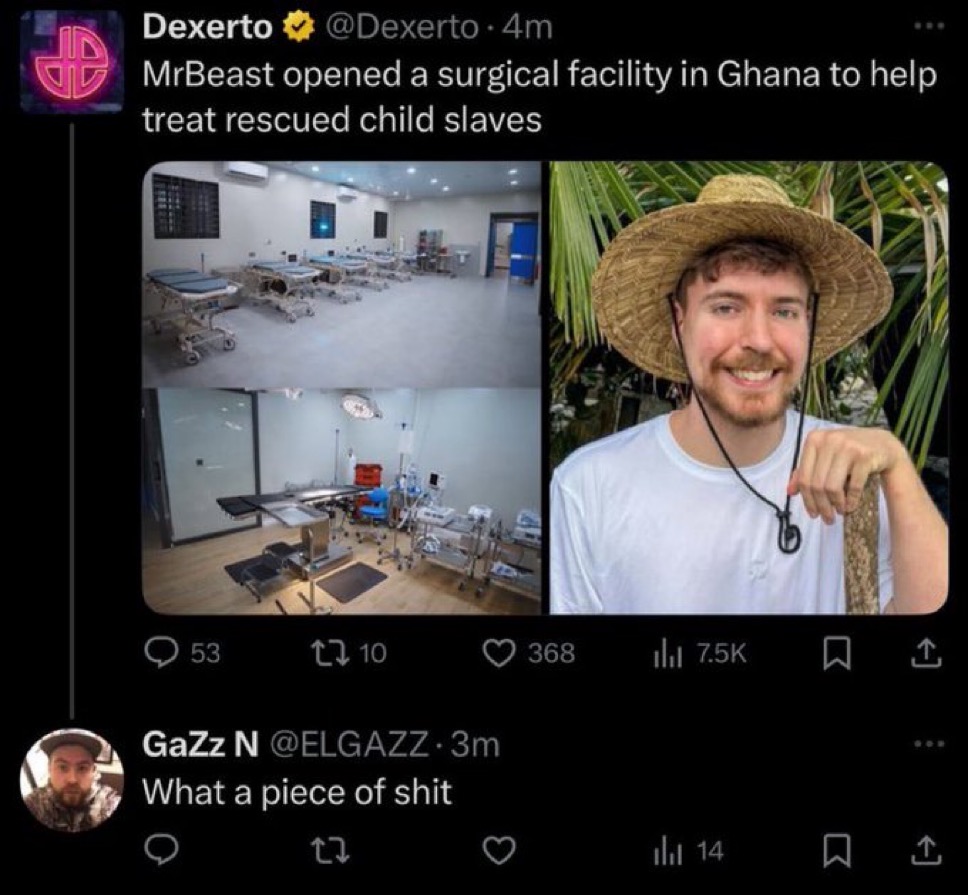 Dexerto @Dexerto · 4m
MrBeast opened a surgical facility in Ghana to help
treat rescued child slaves
53 10 368 7.5K
GaZz N @ELGAZZ · 3m
What a piece of shit
14